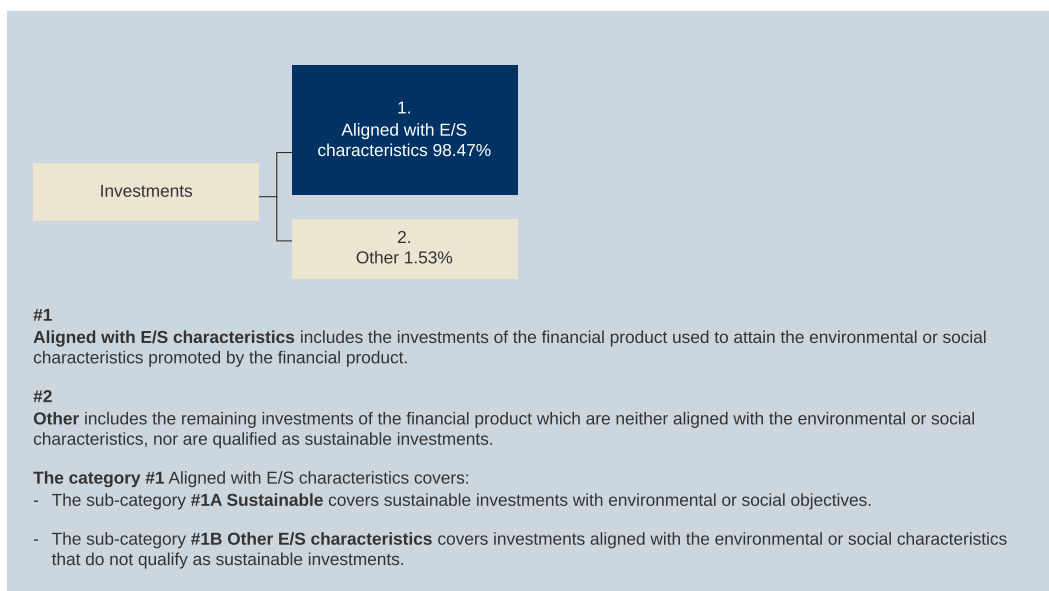 1.
Aligned with E/S
characteristics 98.47%
Investments
2.
Other 1.53%
#1
Aligned with E/S characteristics includes the investments of the financial product used to attain the environmental or social
characteristics promoted by the financial product.
#2
Other includes the remaining investments of the financial product which are neither aligned with the environmental or social
characteristics, nor are qualified as sustainable investments.
The category #1 Aligned with E/S characteristics covers:
- The sub-category #1A Sustainable covers sustainable investments with environmental or social objectives.
- The sub-category #1B Other E/S characteristics covers investments aligned with the environmental or social characteristics
that do not qualify as sustainable investments.